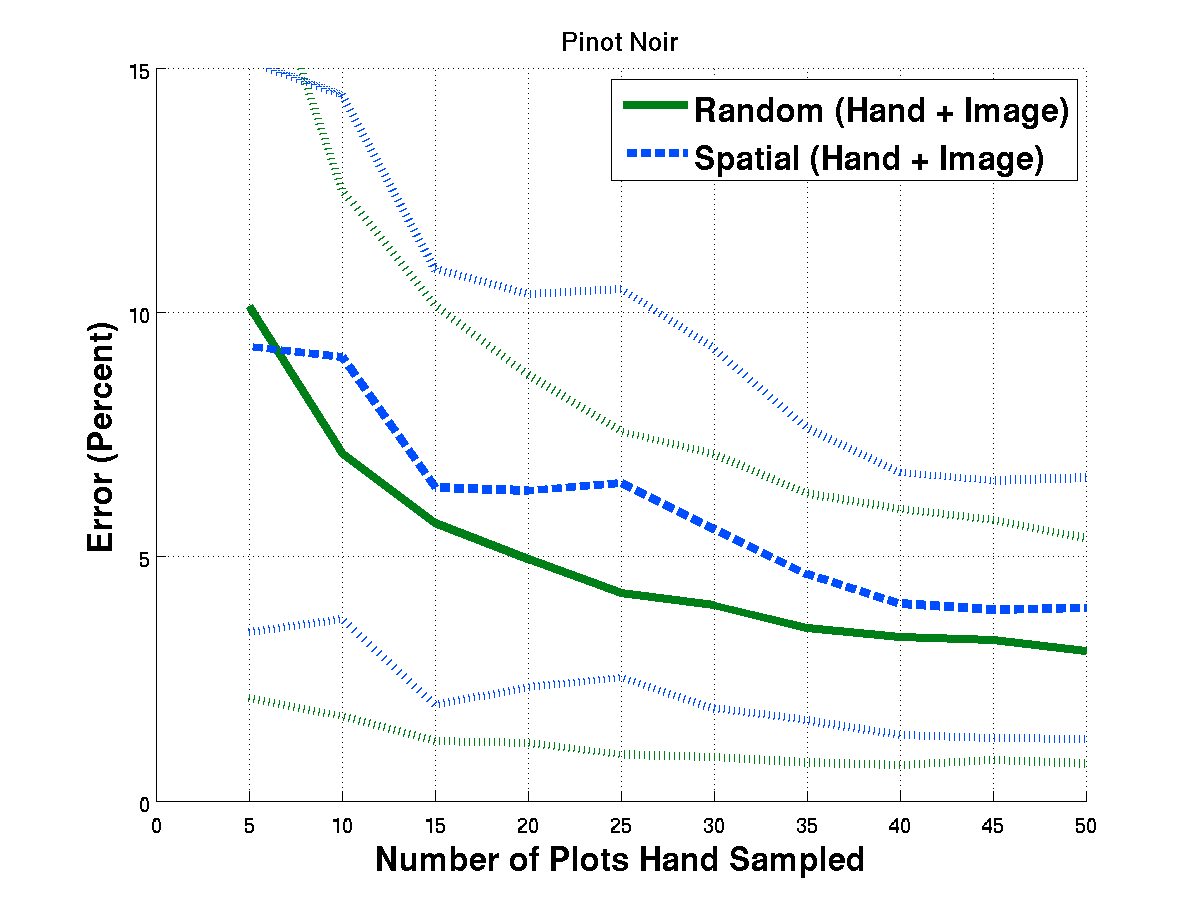 Pinot Noir
15
10
5
0
Error (Percent)
Random (Hand + Image)
Spatial (Hand + Image)
0 5 10 15 20 25 30 35 40 45 50
Number of Plots Hand Sampled